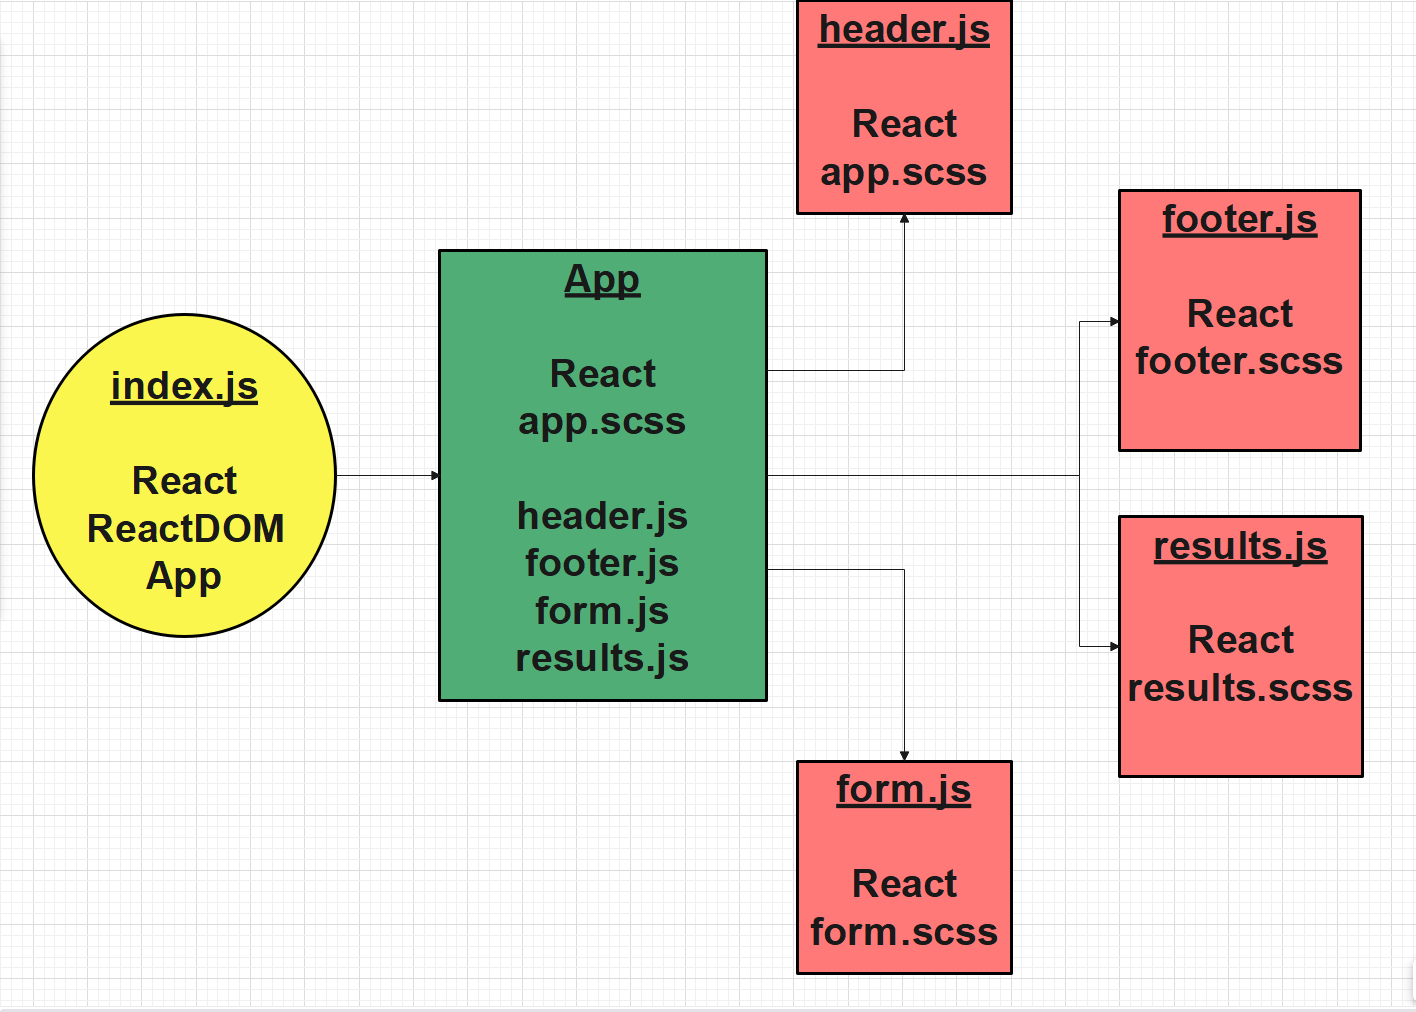 index.js
React
ReactDOM
App
App
React
app.scss
header.js
footer.js
form.js
results.js
header.js
React
app.scss
footer.js
React
footer.scss
results.js
React
results.scss
form.js
React
form.scss